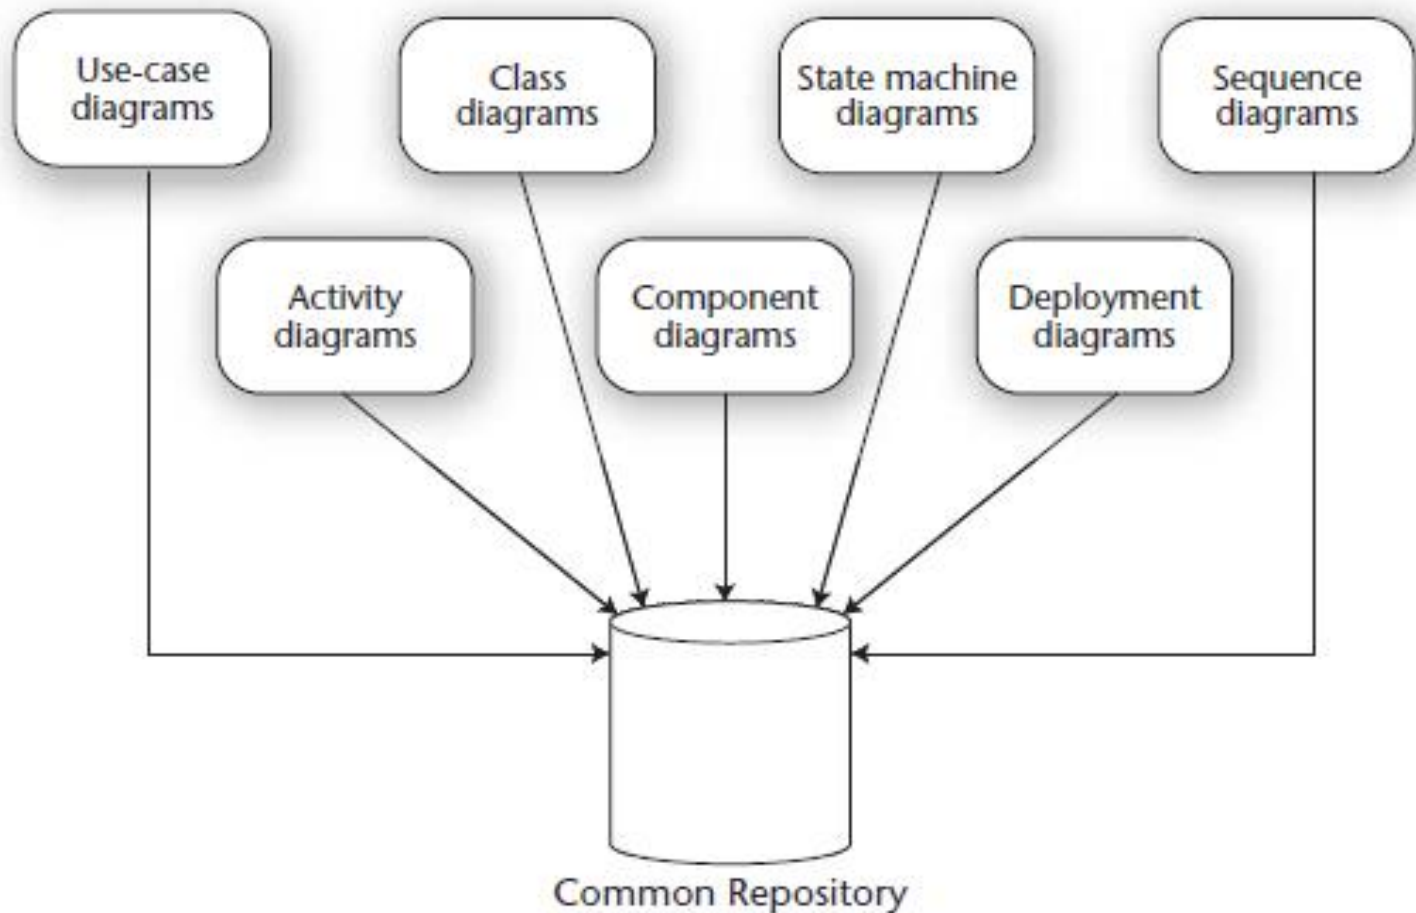 Use-case
diagrams
Class
diagrams
State machine
diagrams
Sequence
diagrams
Activity
diagrams
Component
diagrams
Deployment
diagrams
Common Repository